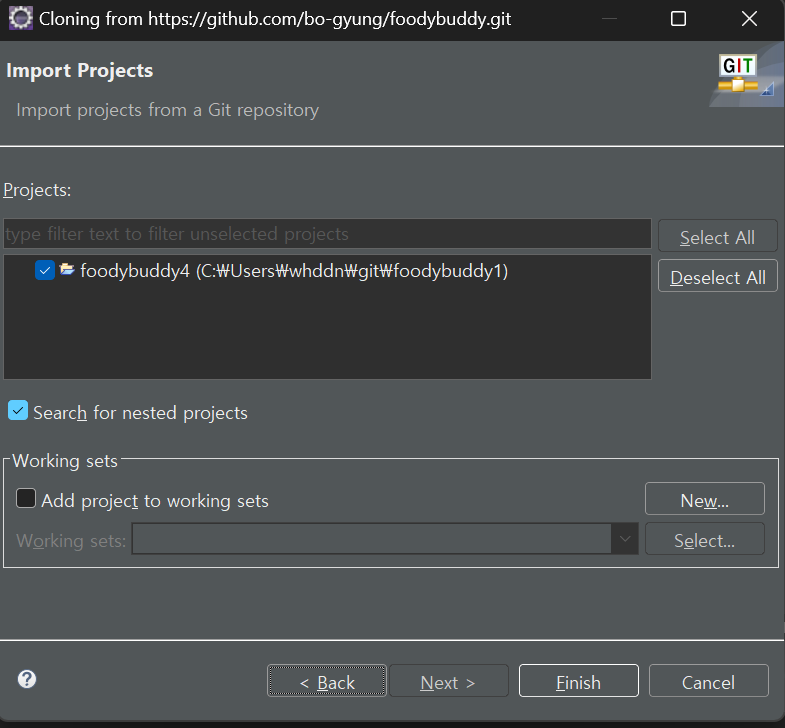 Cloning from https://github.com/bo-gyung/foodybuddy.git
Import Projects
Import projects from a Git repository
GIT
Projects:
type filter text to filter unselected projects
Select All
foodybuddy4 (C:₩Users₩whddn₩git₩foodybuddy1)
Deselect All
Search for nested projects
Working sets
Add project to working sets
New...
Working sets:
Select...
?
< Back
Next >
Finish
Cancel